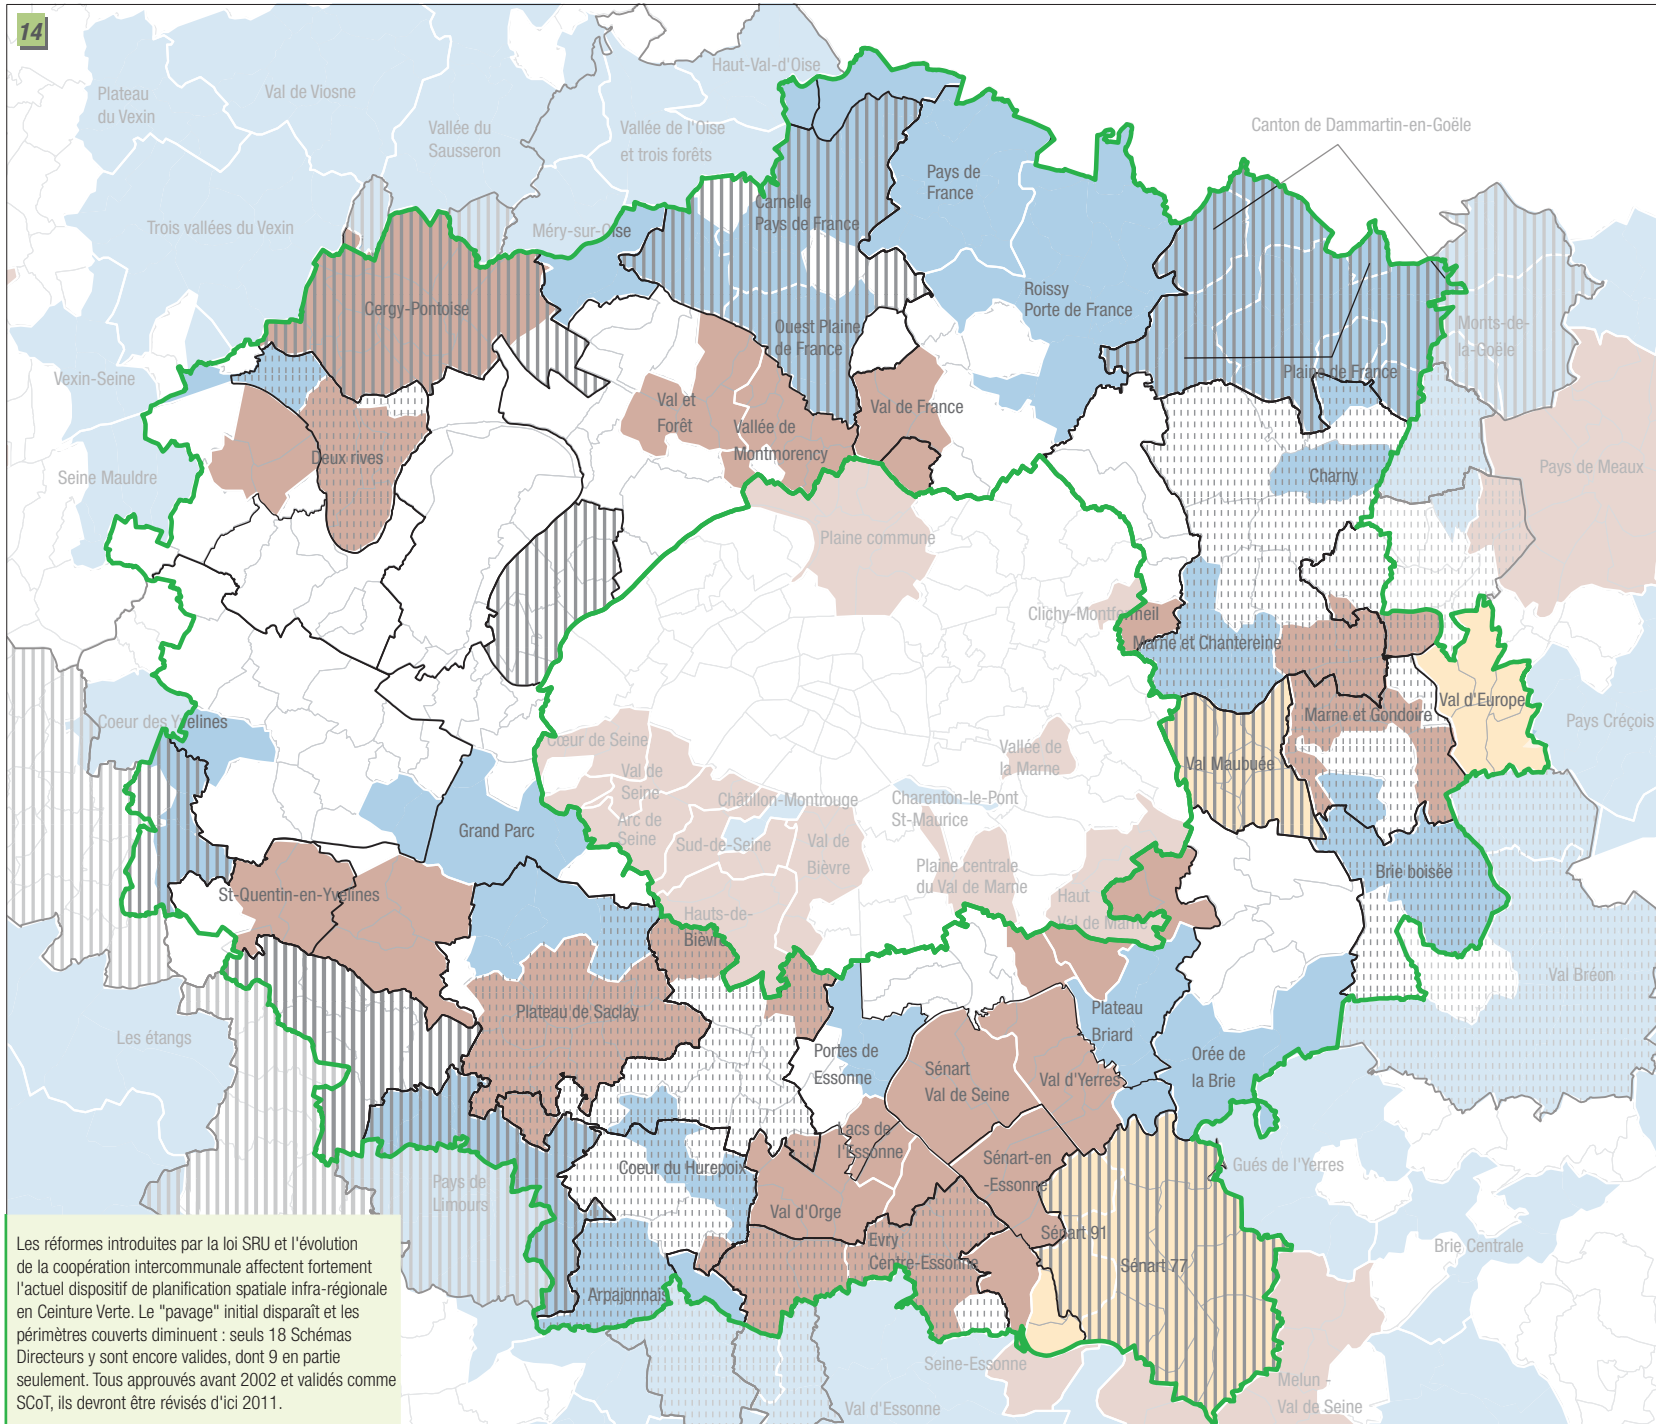 14
Haut-Val-d'Oise
Plateau
du Vexin
Val de Viosne
Vallée du
Sausseron
Vallée de l'Oise
et trois forêts
Canton de Dammartin-en-Goële
Pays de
France
Trois vallées du Vexin
Méry-sur-Oise
Carnelle
Pays de France
Cergy-Pontoise
Roissy
Porte de France
Ouest Plaine
de France
Monts-de-
la-Goële
Vexin-Seine
Plaine de France
Val et
Forêt
Val de France
Vallée de
Montmorency
Deux rives
Seine Mauldre
Charny
Pays de Meaux
Plaine commune
Clichy-Montfermeil
Marne et Chantereine
Val d'Europe
Marne et Gondoire
Pays Créçois
Coeur des Yvelines
Cœur de Seine
Vallée de
la Marne
Val Maubuée
Val de
Seine
Châtillon-Montrouge
Charenton-le-Pont
St-Maurice
Grand Parc
Arc de
Seine
Sud-de-Seine
Val de
Bièvre
Plaine centrale
du Val de Marne
Brie boisée
St-Quentin-en-Yvelines
Haut
Val de Marne
Hauts-de-
Bièvre
Val Bréon
Plateau de Saclay
Plateau
Briard
Les étangs
Portes de
Essonne
Sénart
Val de Seine
Val d'Yerres
Orée de
la Brie
Lacs de
l'Essonne
Coeur du Hurepoix
Sénart-en
-Essonne
Gués de l'Yerres
Pays de
Limours
Val d'Orge
Sénart 91
Evry
Centre-Essonne
Sénart 77
Brie Centrale
Arpajonnais
Seine-Essonne
Melun -
Val de Seine
Val d'Essonne
Les réformes introduites par la loi SRU et l'évolution
de la coopération intercommunale affectent fortement
l'actuel dispositif de planification spatiale infra-régionale
en Ceinture Verte. Le "pavage" initial disparaît et les
périmètres couverts diminuent : seuls 18 Schémas
Directeurs y sont encore valides, dont 9 en partie
seulement. Tous approuvés avant 2002 et validés comme
SCoT, ils devront être révisés d'ici 2011.